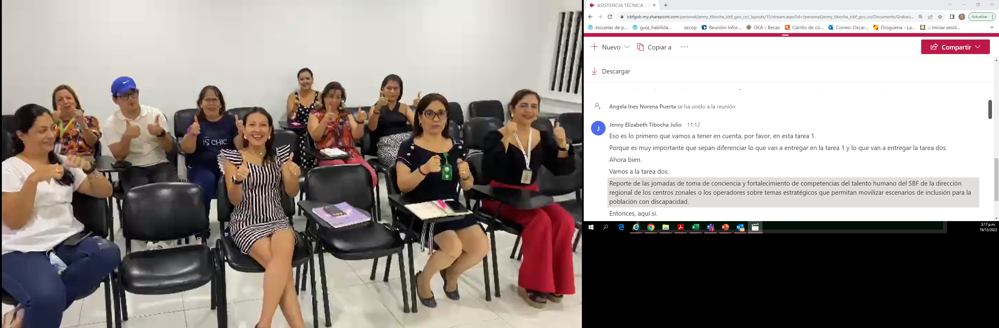 IS CHIC
ASISTENCIA TÉCNICA - A
icbfgob-my.sharepoint.com/personal/jenny_tibocha_icbf_gov_co/_layouts/15/stream.aspx?id=/personal/jenny_tibocha_icbf_gov_co/Documents/Grabaci...
Actualizar
escuelas de p... guia_habilida... secop Reunión infor... OEA :: Becas Carrito de co... Correo: Oscar... Drogueria - La... .:: Iniciar sesió... »
Nuevo Copiar a ··· Compartir
Descargar
Angela Ines Norena Puerta se ha unido a la reunión
J Jenny Elizabeth Tibocha Julio 11:12
Eso es lo primero que vamos a tener en cuenta, por favor, en esta tarea 1.
Porque es muy importante que sepan diferenciar lo que van a entregar en la tarea 1 y lo que van a entregar la tarea dos.
Ahora bien.
Vamos a la tarea dos.
Reporte de las jornadas de toma de conciencia y fortalecimiento de competencias del talento humano del SBF de la dirección
regional de los centros zonales o los operadores sobre temas estratégicos que permitan movilizar escenarios de inclusión para la
población con discapacidad.
Entonces, aquí sí.
3:17 p.m.
19/12/2022